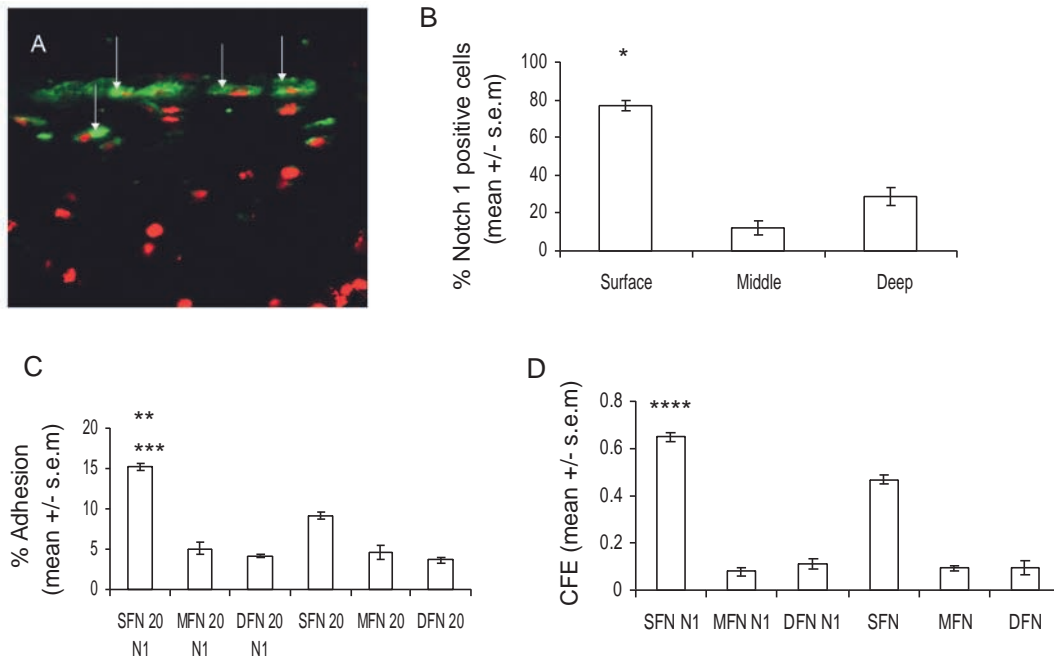 A
B
% Notch 1 positive cells
(mean +/- s.e.m)
100
80
60
40
20
0
*
Surface Middle Deep
C
% Adhesion
(mean +/- s.e.m)
20
15
10
5
0
**
***
SFN 20 MFN 20 DFN 20 SFN 20 MFN 20 DFN 20
N1 N1 N1
D
CFE (mean +/- s.e.m)
0.8
0.6
0.4
0.2
0
****
SFN N1 MFN N1 DFN N1 SFN MFN DFN